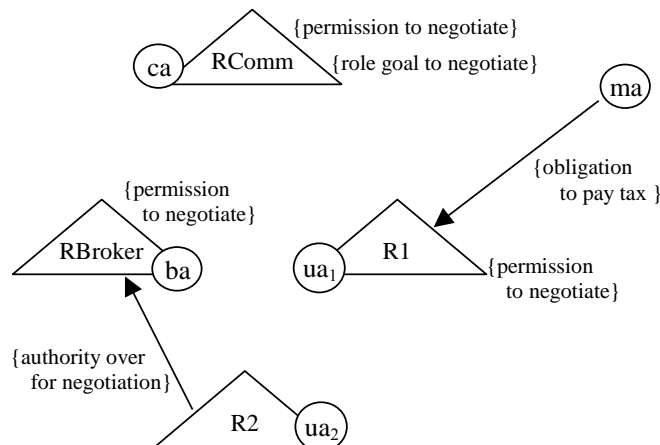 {permission to negotiate}
ca
RComm
{role goal to negotiate}
ma
{obligation
to pay tax }
{permission
to negotiate}
RBroker
ba
R1
ua₁
{permission
to negotiate}
{authority over
for negotiation}
R2
ua₂